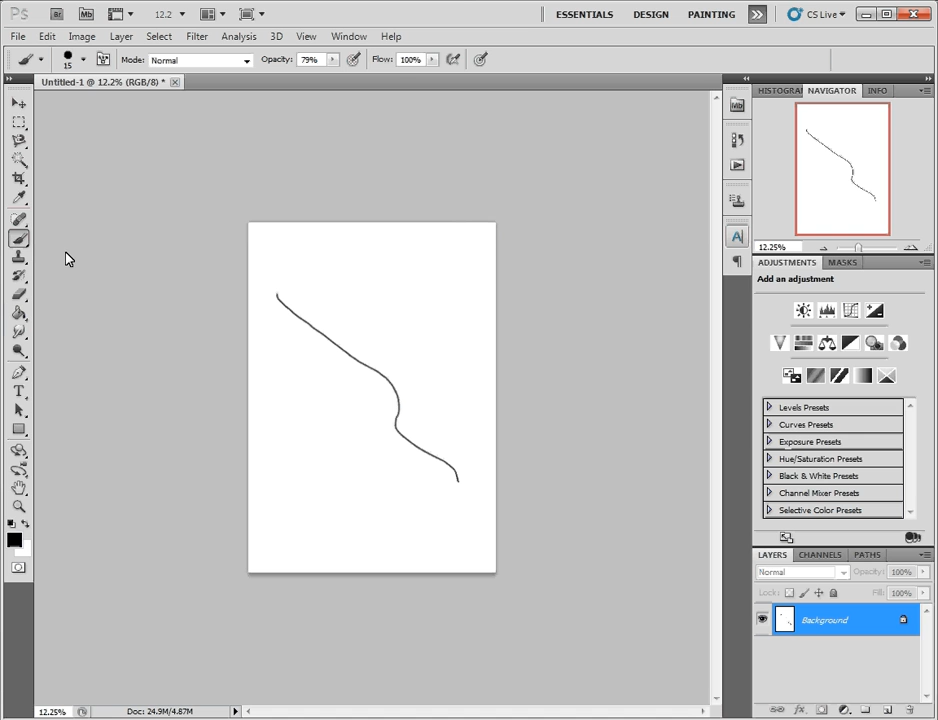 Ps Br Mb 12.2 ESSENTIALS DESIGN PAINTING CS Live
File Edit Image Layer Select Filter Analysis 3D View Window Help
15 Mode: Normal Opacity: 79% Flow: 100%
Untitled-1 @ 12.2% (RGB/8) *
HISTOGRA NAVIGATOR INFO
Mb
12.25%
ADJUSTMENTS MASKS
Add an adjustment
Levels Presets
Curves Presets
Exposure Presets
Hue/Saturation Presets
Black & White Presets
Channel Mixer Presets
Selective Color Presets
LAYERS CHANNELS PATHS
Normal Opacity: 100%
Lock: Fill: 100%
Background
12.25% Doc: 24.9M/4.87M